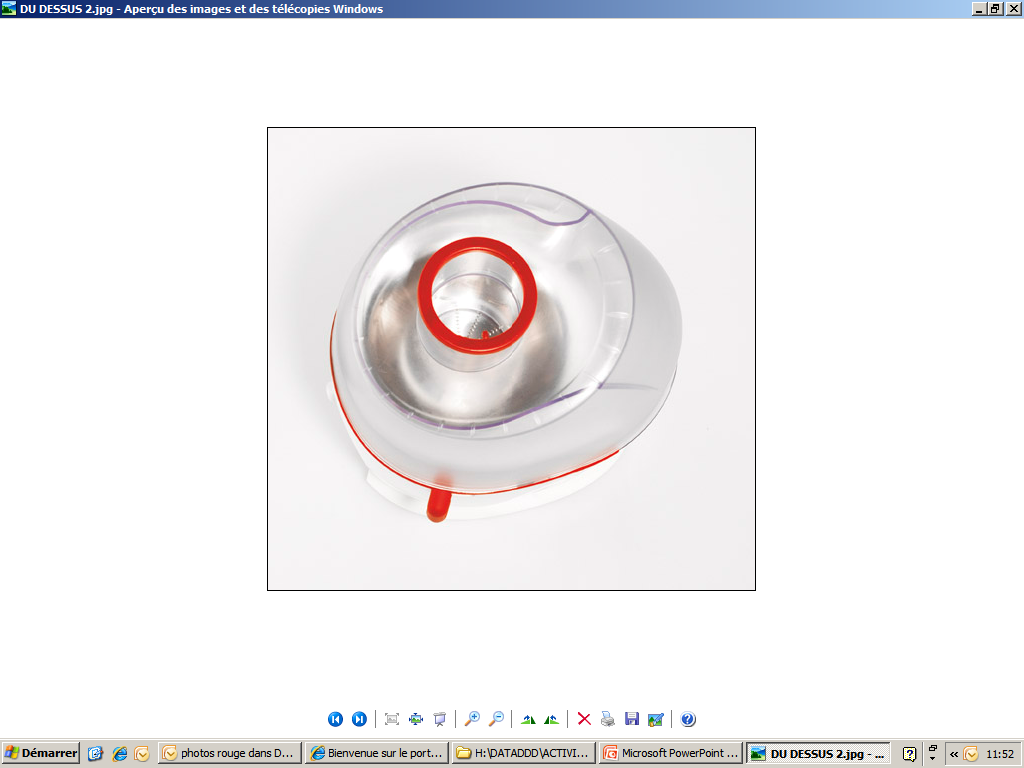 DU DESSUS 2.jpg - Aperçu des images et des télécopies Windows
Démarrer
photos rouge dans D...
Bienvenue sur le port...
H:\DATADDD\ACTIVI...
Microsoft PowerPoint ...
DU DESSUS 2.jpg - ...
11:52